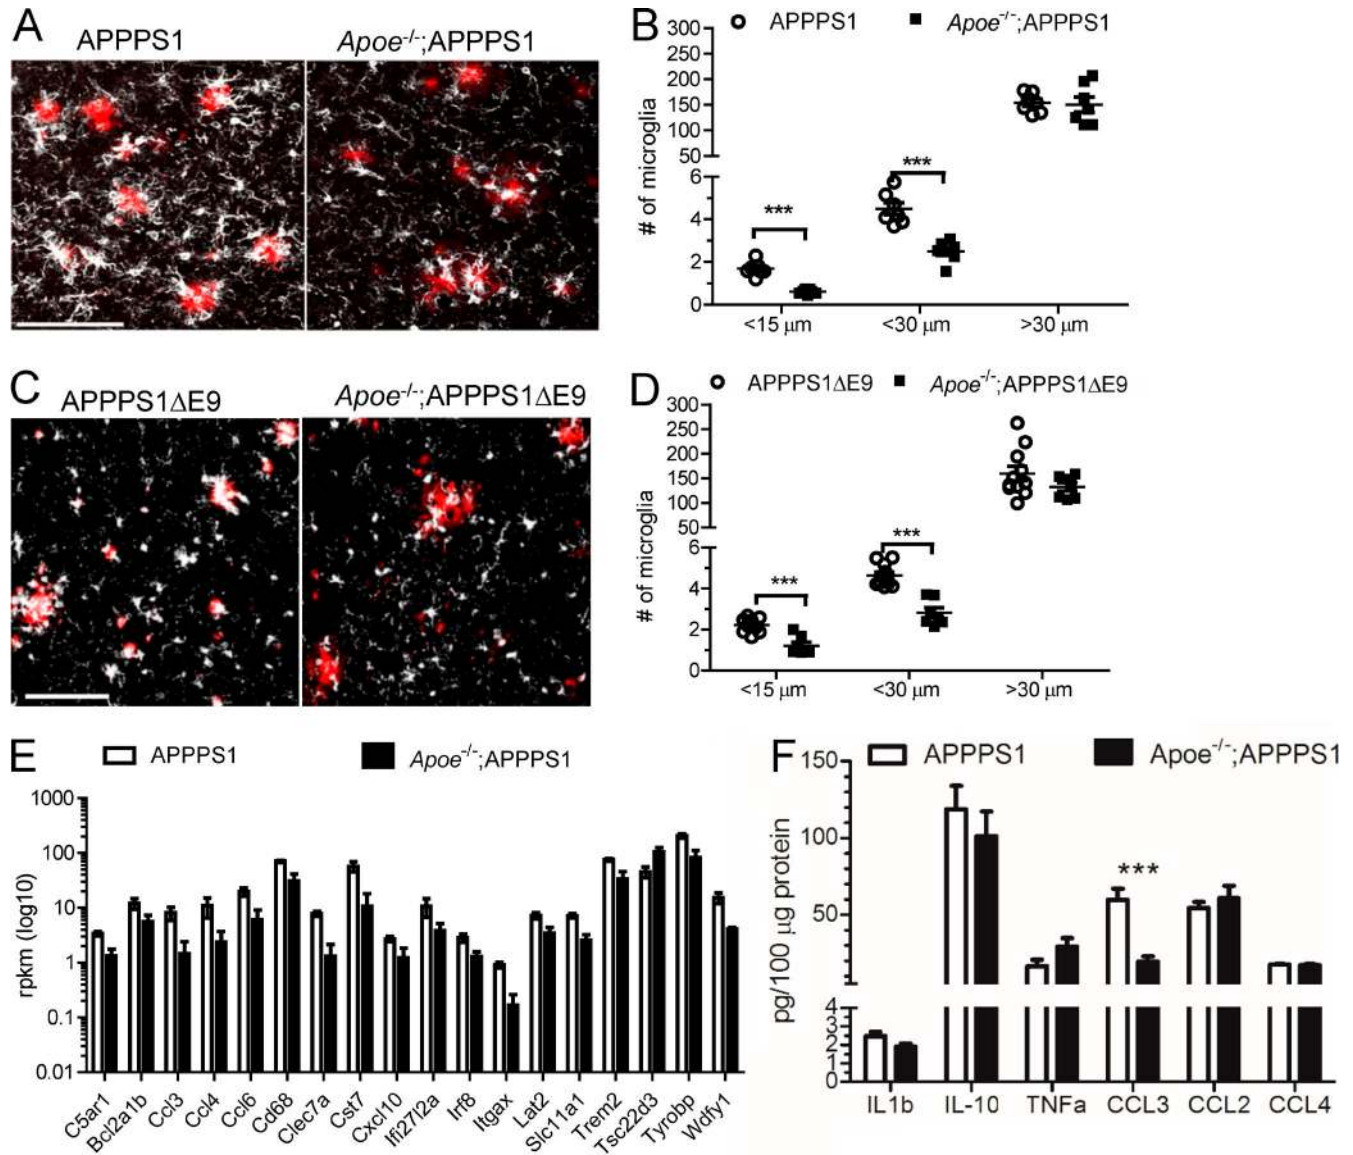 A
APPPS1
Apoe-/-;APPPS1
B
APPPS1
Apoe-/-;APPPS1
# of microglia
300
250
200
150
100
50
6
4
2
0
***
***
<15 μm
<30 μm
>30 μm
C
APPPS1ΔE9
Apoe-/-;APPPS1ΔE9
D
APPPS1ΔE9
Apoe-/-;APPPS1ΔE9
# of microglia
300
250
200
150
100
50
6
4
2
0
***
***
<15 μm
<30 μm
>30 μm
E
APPPS1
Apoe-/-;APPPS1
rpkm (log10)
1000
100
10
1
0.1
0.01
C5ar1
Bcl2a1b
Ccl3
Ccl4
Ccl6
Cd68
Clec7a
Cst7
Cxcl10
Ifi27l2a
Irf8
Itgax
Lat2
Slc11a1
Trem2
Tsc22d3
Tyrobp
Wdfy1
F
APPPS1
Apoe-/-;APPPS1
pg/100 μg protein
150
100
50
4
3
2
1
0
***
IL1b
IL-10
TNFa
CCL3
CCL2
CCL4